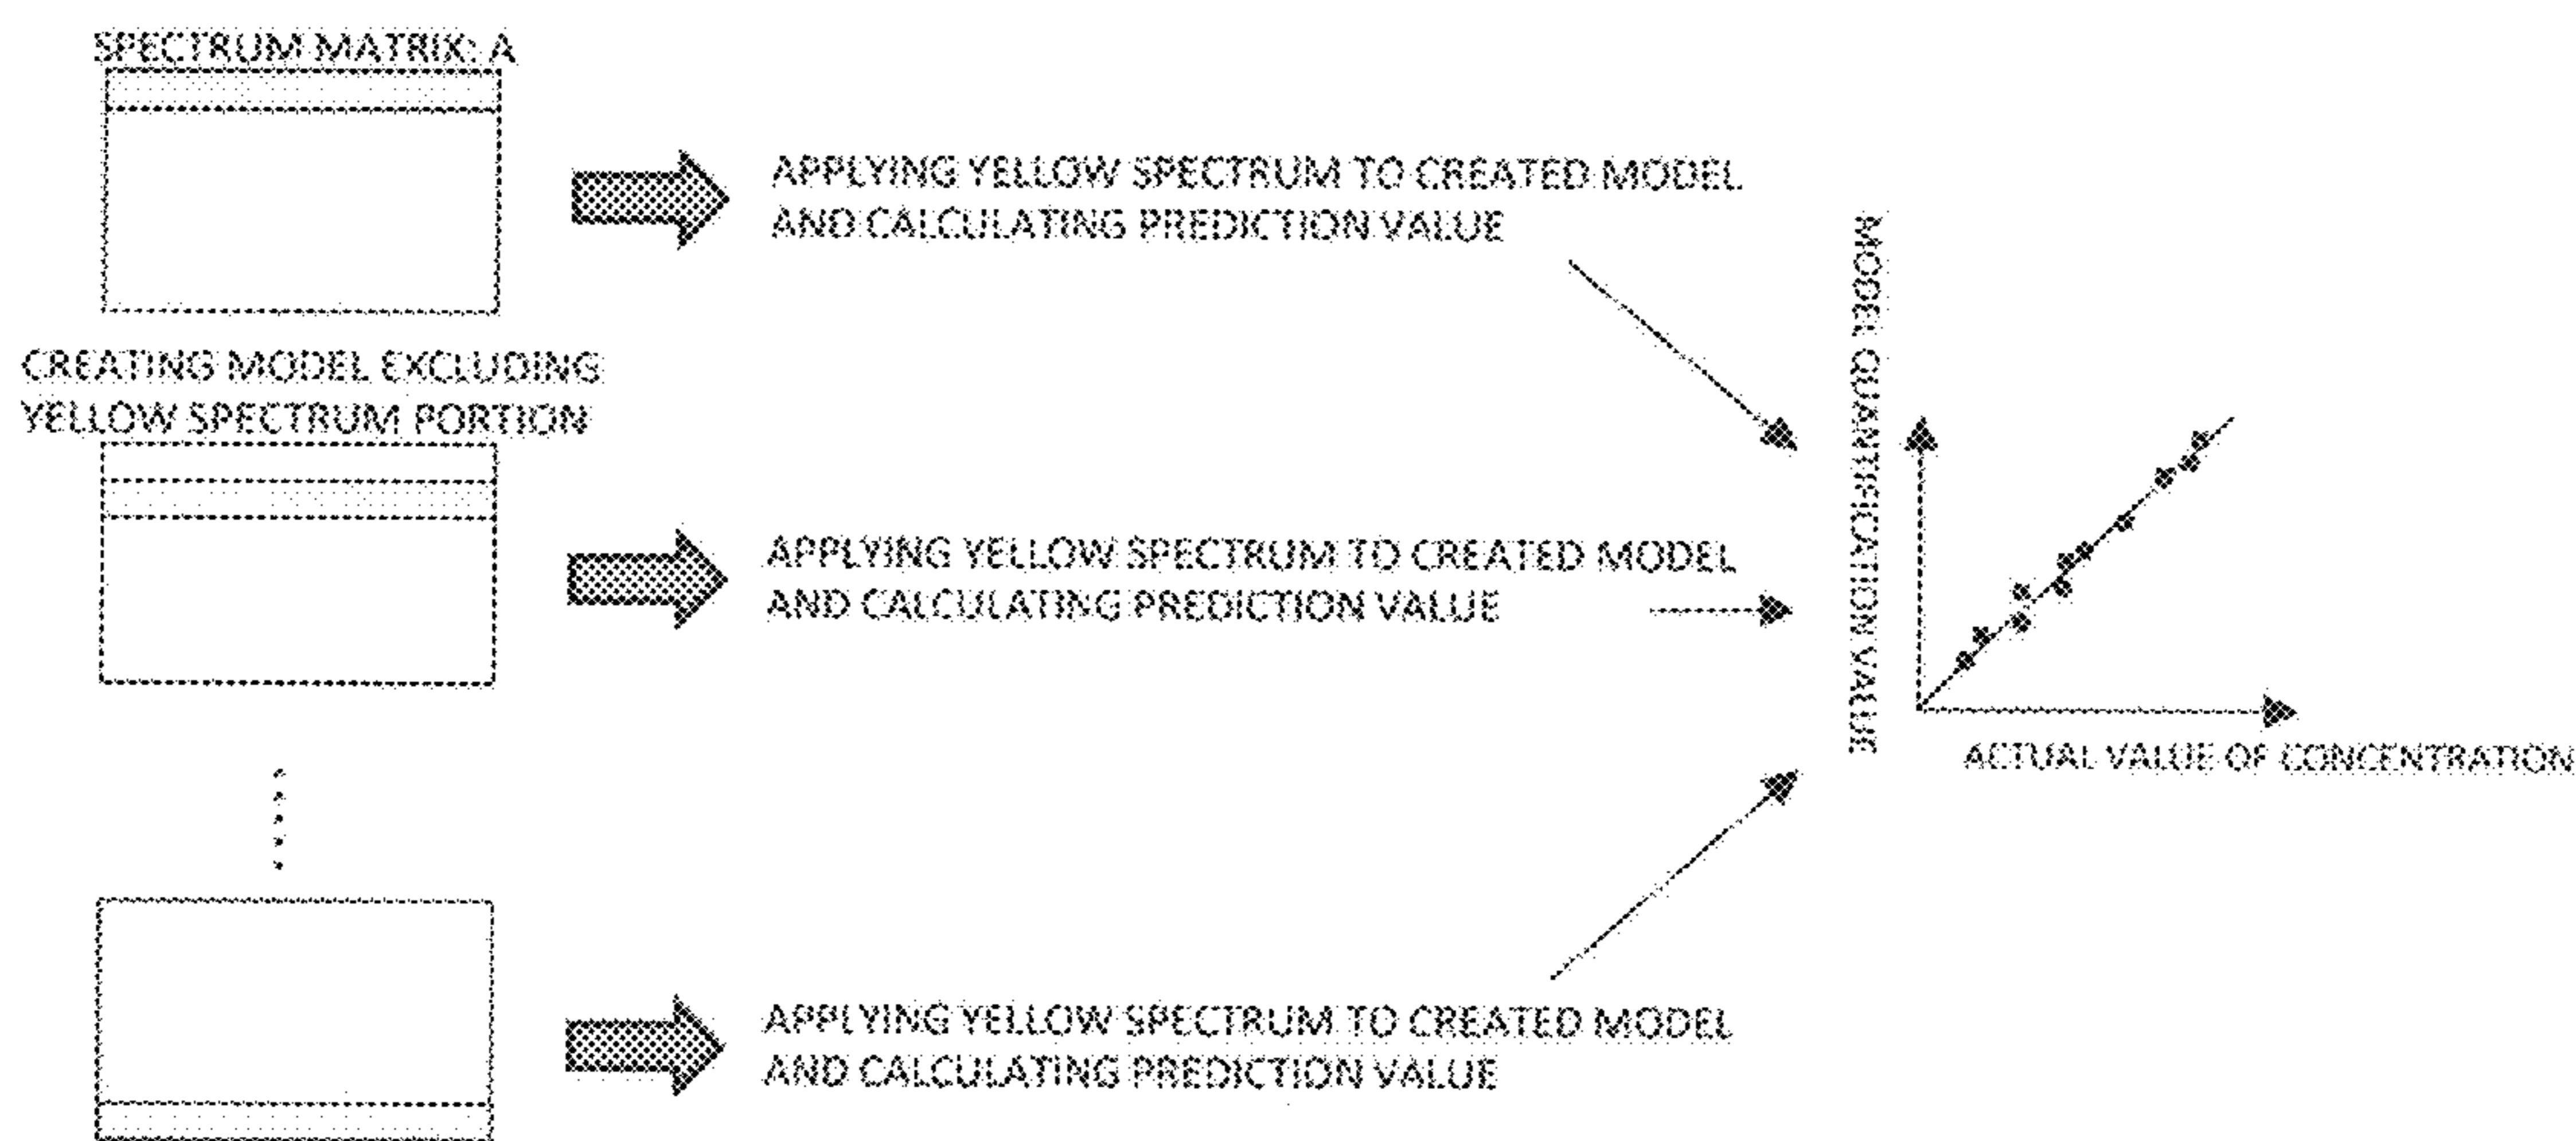 SPECTRUM MATRIX: A
APPLYING YELLOW SPECTRUM TO CREATED MODEL
AND CALCULATING PREDICTION VALUE
CREATING MODEL EXCLUDING
YELLOW SPECTRUM PORTION
APPLYING YELLOW SPECTRUM TO CREATED MODEL
AND CALCULATING PREDICTION VALUE
APPLYING YELLOW SPECTRUM TO CREATED MODEL
AND CALCULATING PREDICTION VALUE
MODEL QUANTIFICATION VALUE
ACTUAL VALUE OF CONCENTRATION